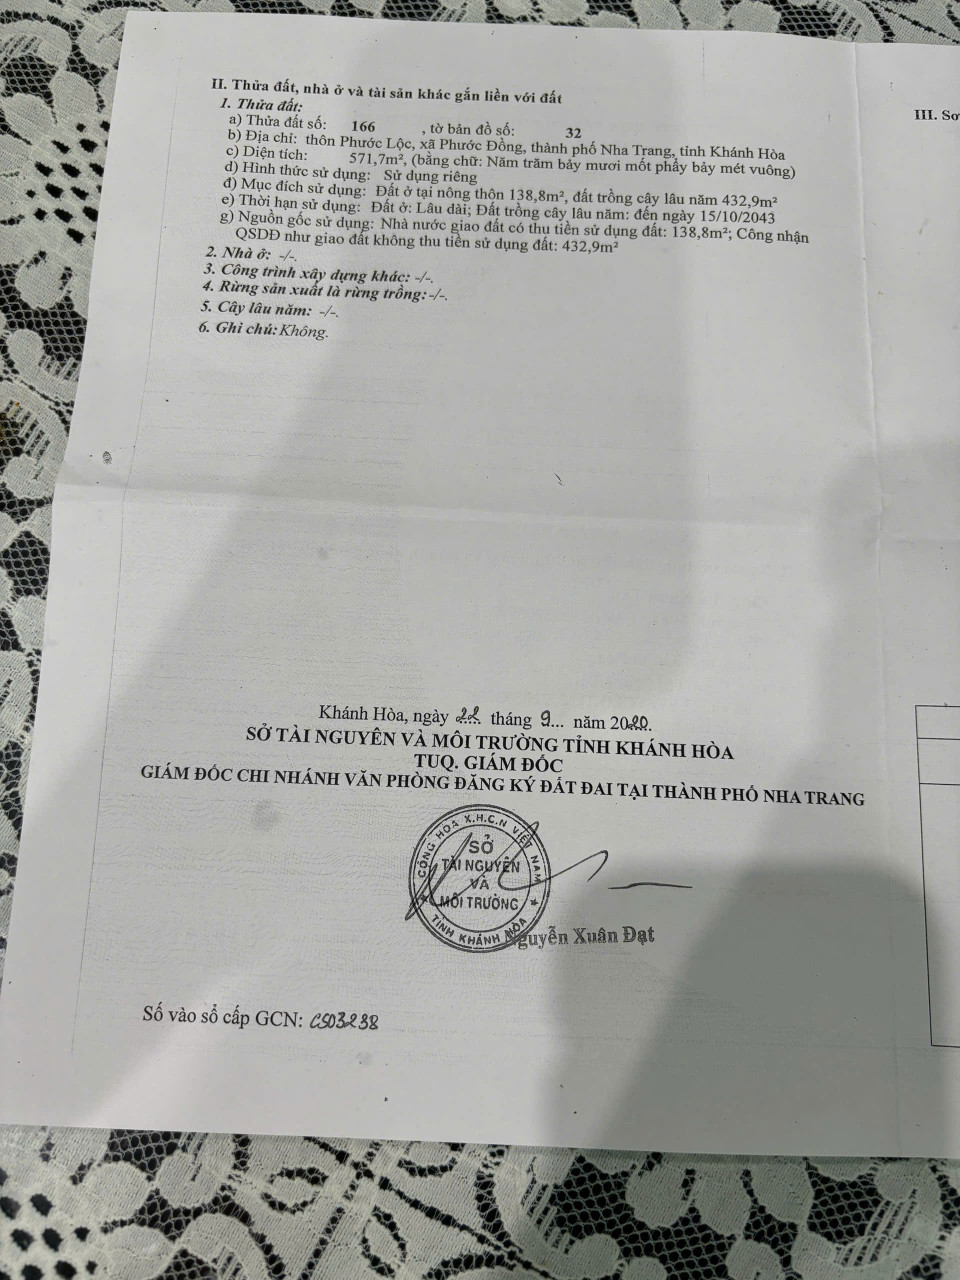 II. Thửa đất, nhà ở và tài sản khác gắn liền với đất
1. Thửa đất:
a) Thửa đất số: 166 , tờ bản đồ số: 32
b) Địa chỉ: thôn Phước Lộc, xã Phước Đồng, thành phố Nha Trang, tỉnh Khánh Hòa
c) Diện tích: 571,7m², (bằng chữ: Năm trăm bảy mươi mốt phẩy bảy mét vuông)
d) Hình thức sử dụng: Sử dụng riêng
đ) Mục đích sử dụng: Đất ở tại nông thôn 138,8m², đất trồng cây lâu năm 432,9m²
e) Thời hạn sử dụng: Đất ở: Lâu dài; Đất trồng cây lâu năm: đến ngày 15/10/2043
g) Nguồn gốc sử dụng: Nhà nước giao đất có thu tiền sử dụng đất: 138,8m²; Công nhận
QSDĐ như giao đất không thu tiền sử dụng đất: 432,9m²
2. Nhà ở: -/-.
3. Công trình xây dựng khác: -/-.
4. Rừng sản xuất là rừng trồng: -/-.
5. Cây lâu năm: -/-.
6. Ghi chú: Không.
III. Sơ
Khánh Hòa, ngày 22 tháng 9... năm 2020.
SỞ TÀI NGUYÊN VÀ MÔI TRƯỜNG TỈNH KHÁNH HÒA
TUQ. GIÁM ĐỐC
GIÁM ĐỐC CHI NHÁNH VĂN PHÒNG ĐĂNG KÝ ĐẤT ĐAI TẠI THÀNH PHỐ NHA TRANG
CỘNG HÒA X.H.C.N VIỆT NAM
SỞ
TÀI NGUYÊN
VÀ
MÔI TRƯỜNG
TỈNH KHÁNH HÒA
Nguyễn Xuân Đạt
Số vào sổ cấp GCN: CS03238